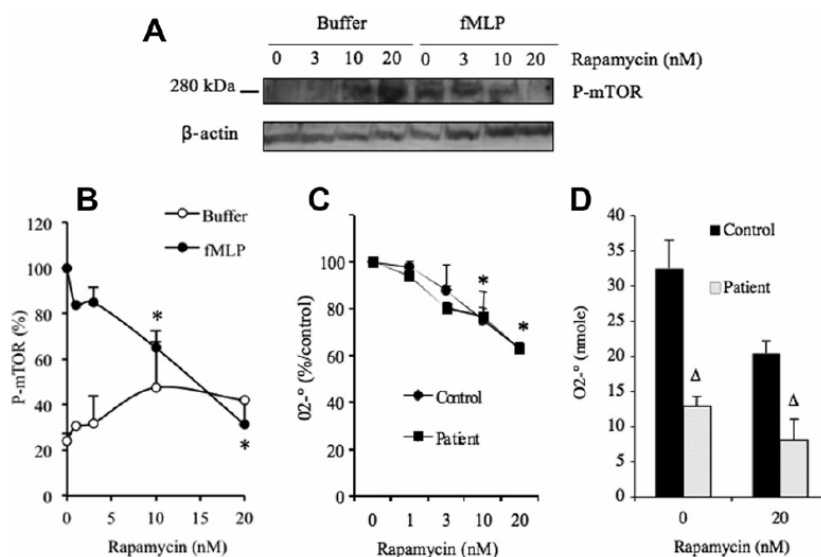 A
Buffer fMLP
0 3 10 20 0 3 10 20 Rapamycin (nM)
280 kDa P-mTOR
β-actin
B
P-mTOR (%)
120
100
80
60
40
20
0
Buffer
fMLP
*
*
0 5 10 15 20
Rapamycin (nM)
C
02-° (%/control)
100
80
60
40
20
0
*
*
Control
Patient
0 1 3 10 20
Rapamycin (nM)
D
O2-° (nmole)
40
35
30
25
20
15
10
5
0
Control
Patient
Δ
Δ
0 20
Rapamycin (nM)